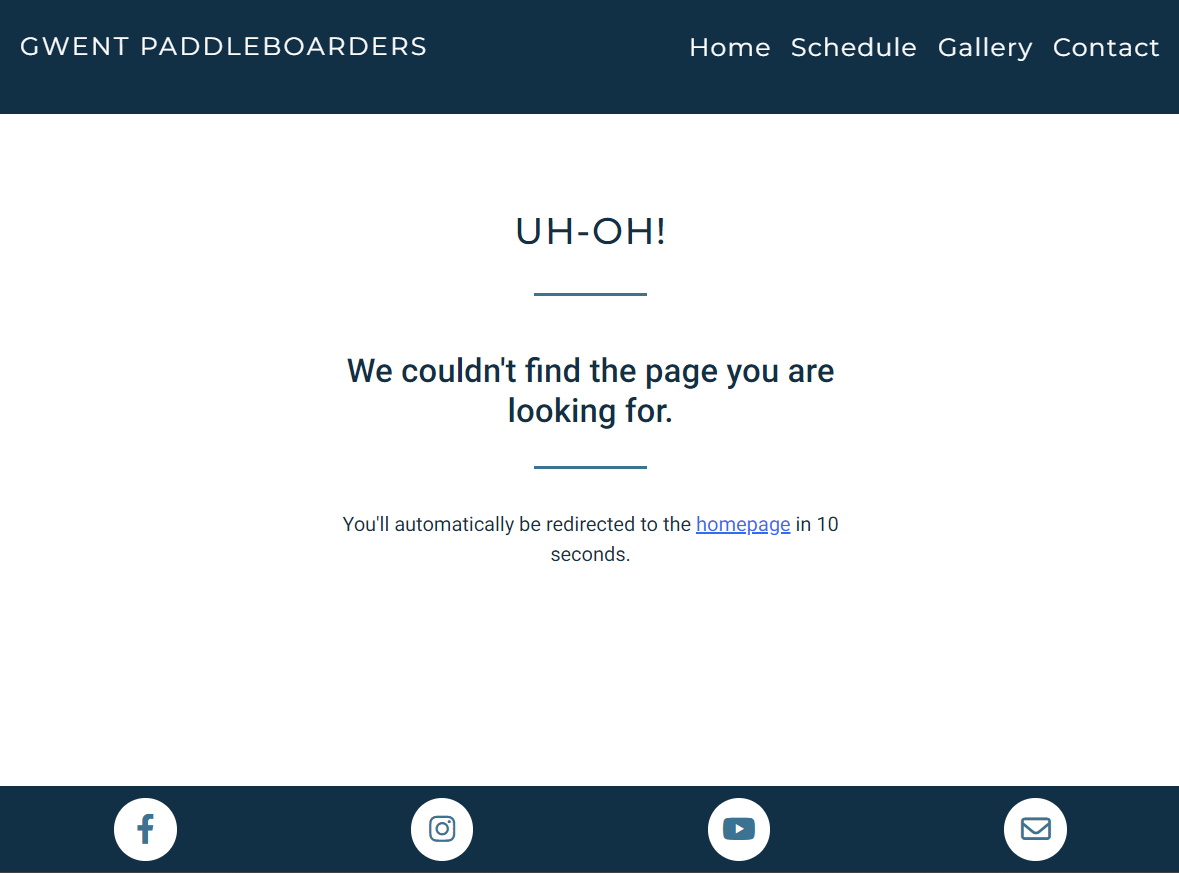 GWENT PADDLEBOARDERS
Home Schedule Gallery Contact
UH-OH!
We couldn't find the page you are
looking for.
You'll automatically be redirected to the homepage in 10
seconds.